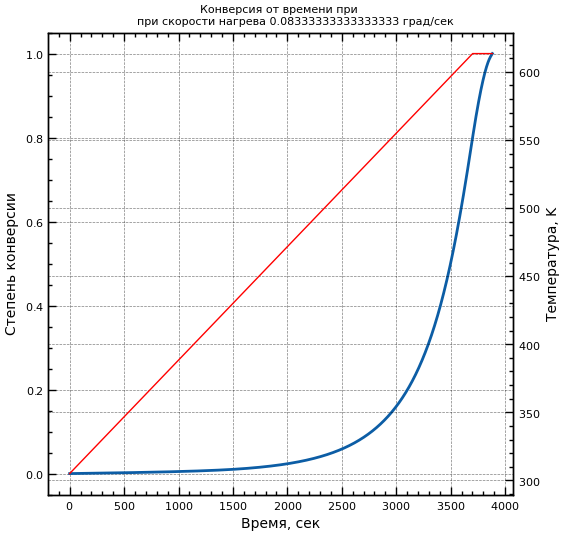 Конверсия от времени при
при скорости нагрева 0.08333333333333333 град/сек
Степень конверсии
1.0
0.8
0.6
0.4
0.2
0.0
600
550
500
450
400
350
300
Температура, К
0 500 1000 1500 2000 2500 3000 3500 4000
Время, сек